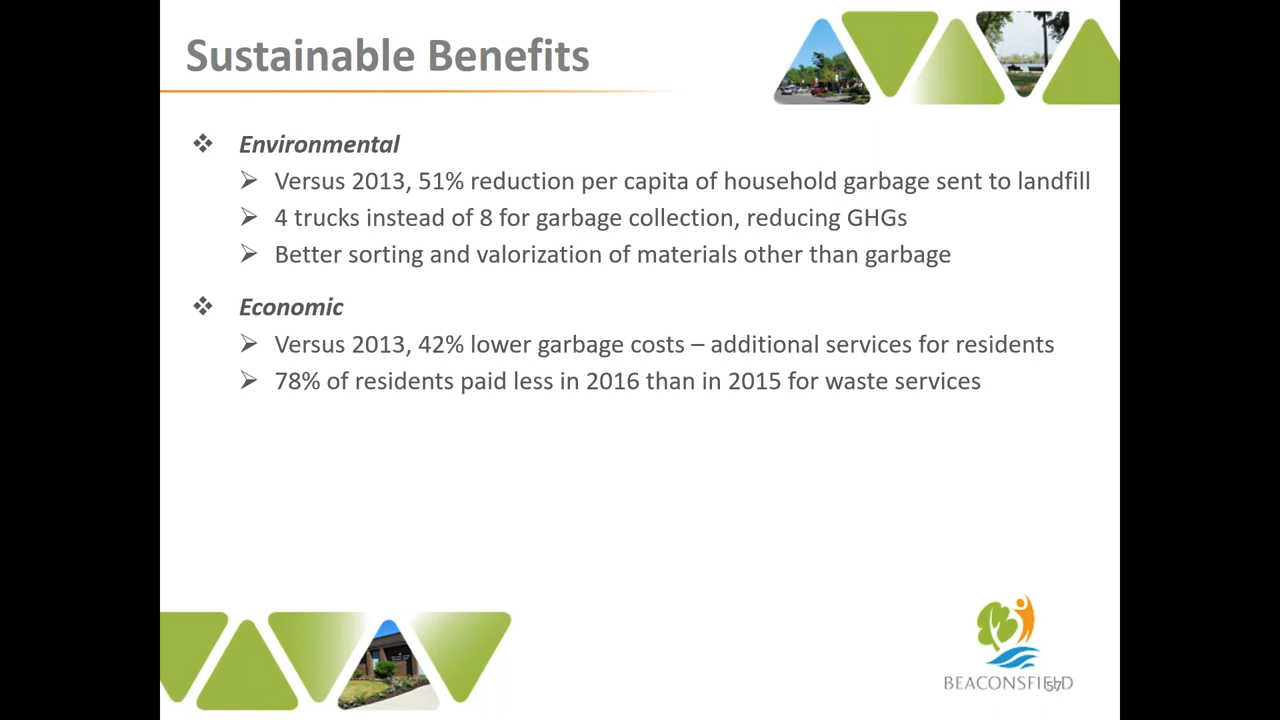 Sustainable Benefits
❖ Environmental
➢ Versus 2013, 51% reduction per capita of household garbage sent to landfill
➢ 4 trucks instead of 8 for garbage collection, reducing GHGs
➢ Better sorting and valorization of materials other than garbage
❖ Economic
➢ Versus 2013, 42% lower garbage costs – additional services for residents
➢ 78% of residents paid less in 2016 than in 2015 for waste services
BEACONSFIELD
57